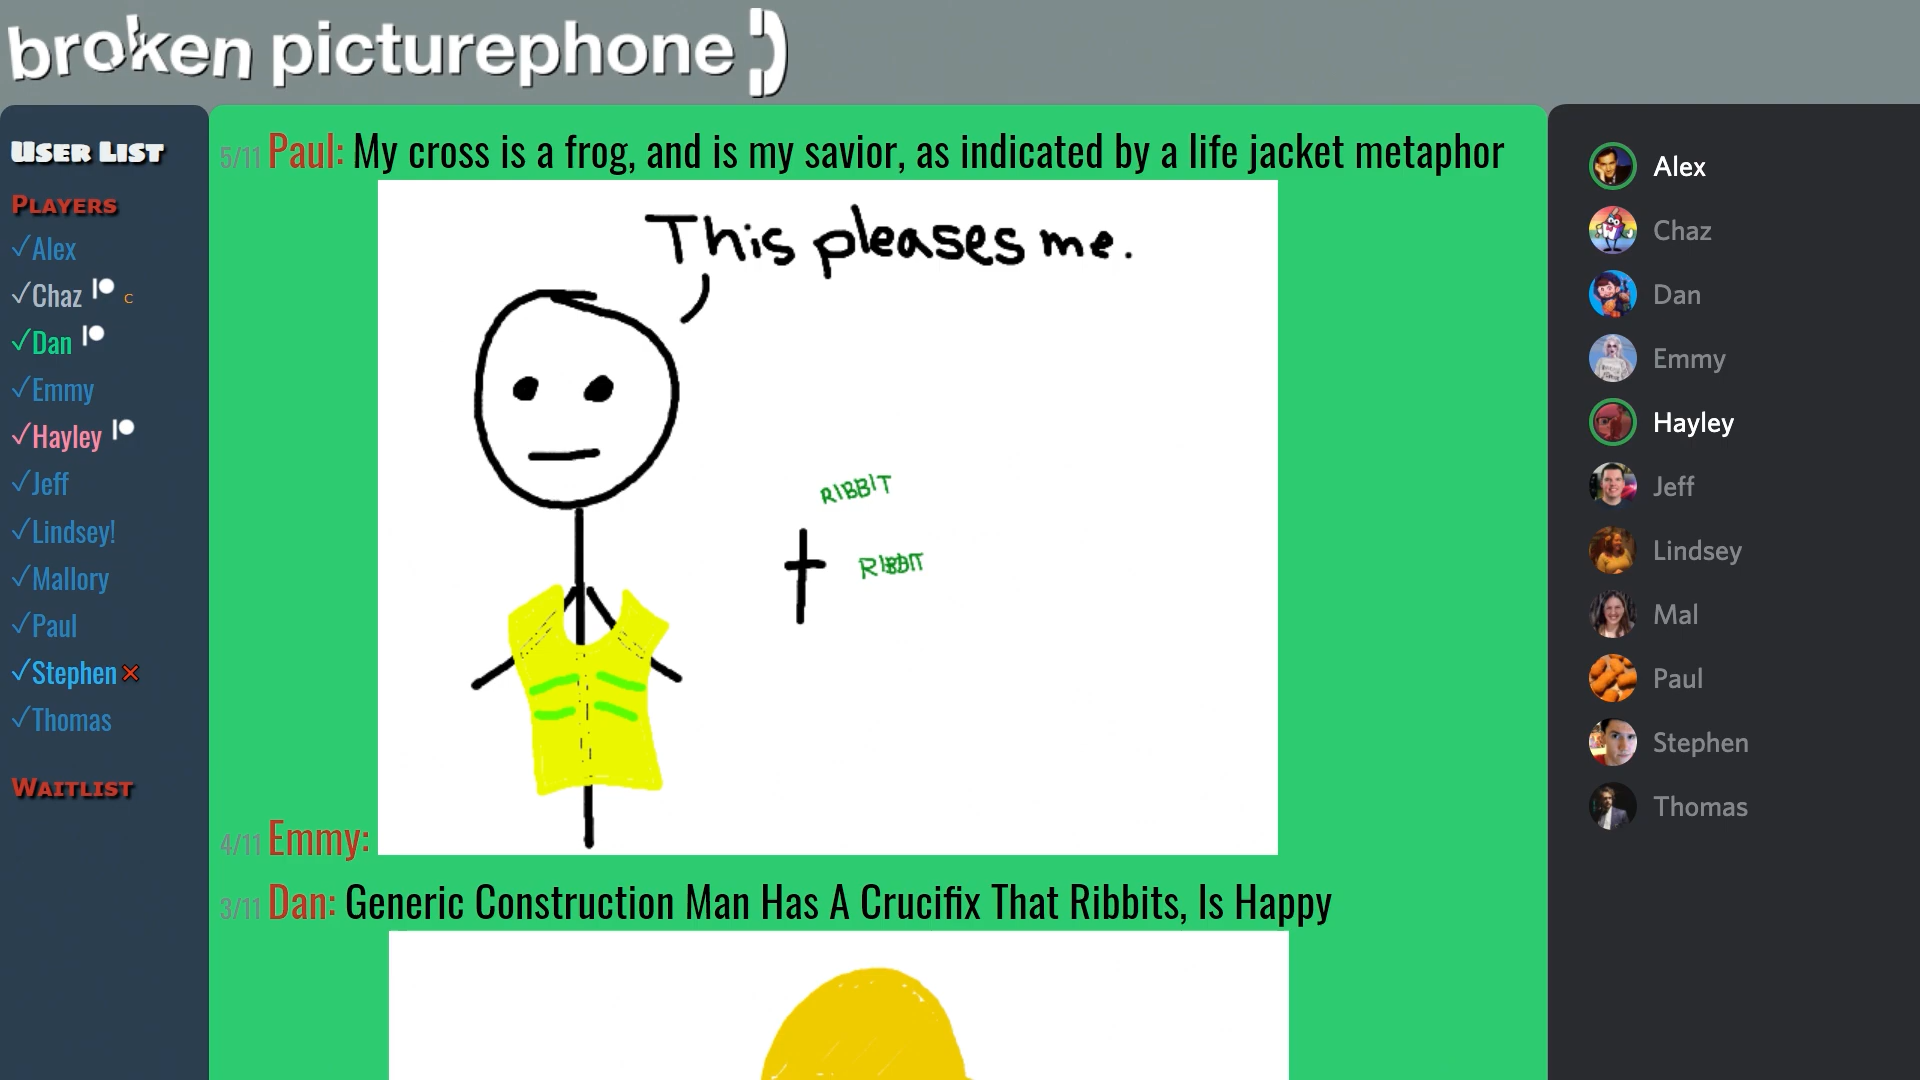 broken picturephone
User List
Players
✓Alex
✓Chaz c
✓Dan
✓Emmy
✓Hayley
✓Jeff
✓Lindsey!
✓Mallory
✓Paul
✓Stephen
✓Thomas
Waitlist
5/11 Paul: My cross is a frog, and is my savior, as indicated by a life jacket metaphor
This pleases me.
RIBBIT
RIBBIT
4/11 Emmy:
3/11 Dan: Generic Construction Man Has A Crucifix That Ribbits, Is Happy
Alex
Chaz
Dan
Emmy
Hayley
Jeff
Lindsey
Mal
Paul
Stephen
Thomas